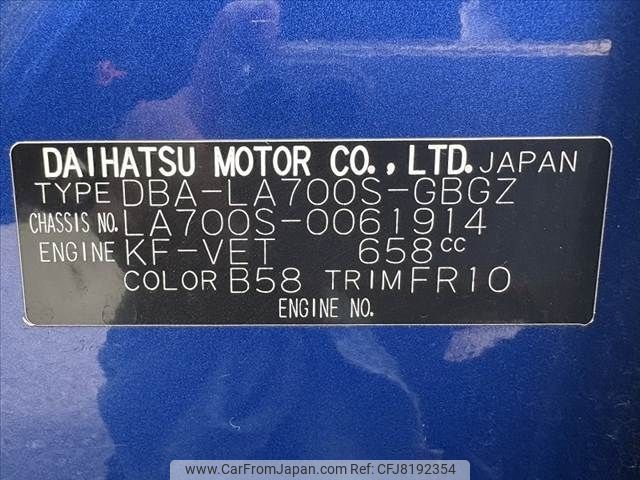 DAIHATSU MOTOR CO., LTD. JAPAN
TYPE DBA-LA700S-GBGZ
CHASSIS NO. LA700S-0061914
ENGINE KF-VET 658cc
COLOR B58 TRIM FR10
ENGINE NO.
www.CarFromJapan.com Ref No: CFJ8192354